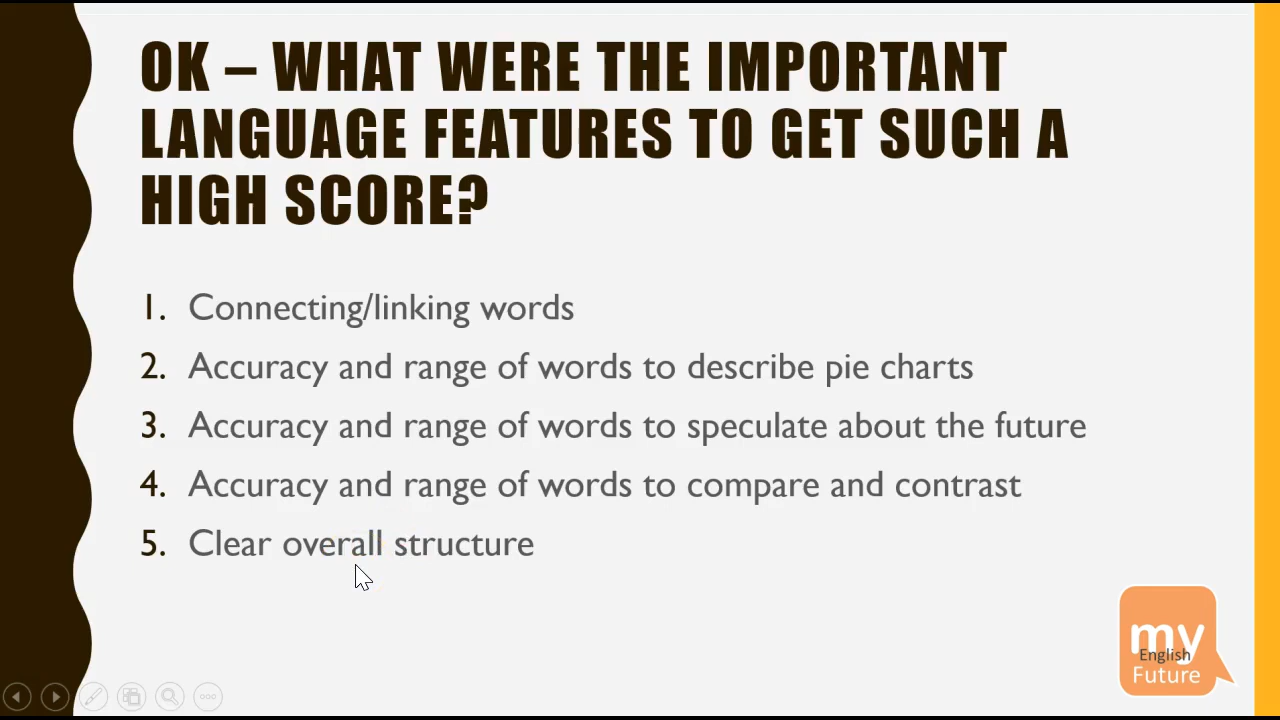 OK – WHAT WERE THE IMPORTANT
LANGUAGE FEATURES TO GET SUCH A
HIGH SCORE?
1. Connecting/linking words
2. Accuracy and range of words to describe pie charts
3. Accuracy and range of words to speculate about the future
4. Accuracy and range of words to compare and contrast
5. Clear overall structure
my
English
Future